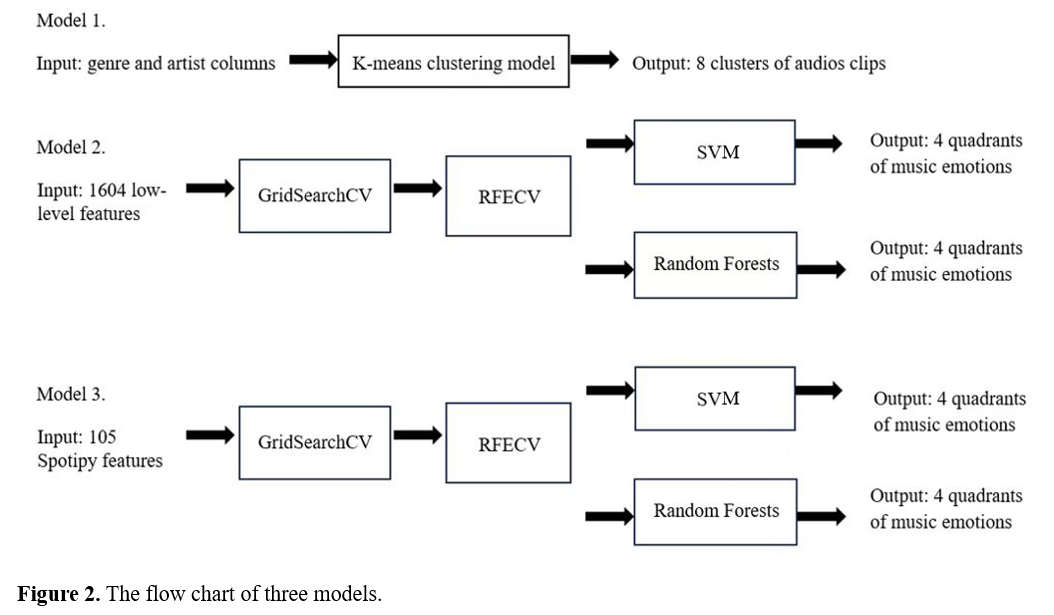 Model 1.
Input: genre and artist columns
K-means clustering model
Output: 8 clusters of audios clips
Model 2.
Input: 1604 low-
level features
GridSearchCV
RFECV
SVM
Output: 4 quadrants
of music emotions
Random Forests
Output: 4 quadrants
of music emotions
Model 3.
Input: 105
Spotipy features
GridSearchCV
RFECV
SVM
Output: 4 quadrants
of music emotions
Random Forests
Output: 4 quadrants
of music emotions
Figure 2. The flow chart of three models.